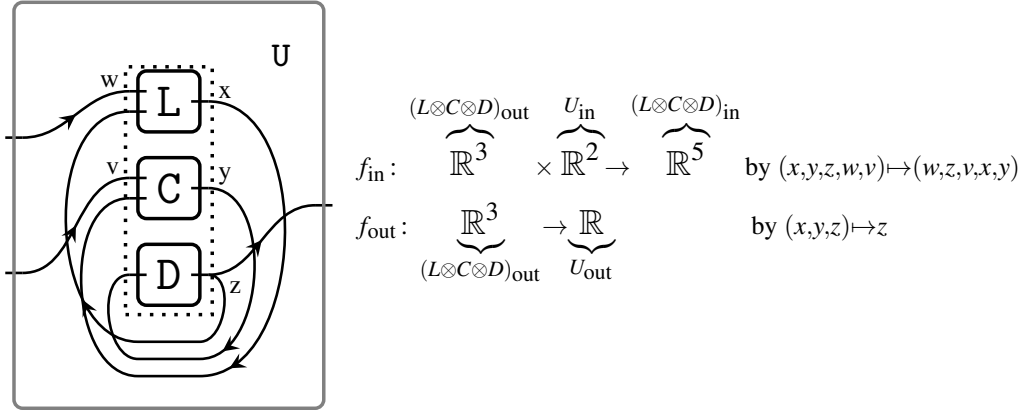 U
w
L
x
v
C
y
D
z
(L⊗C⊗D)out Uin (L⊗C⊗D)in
fin: ℝ³ × ℝ² → ℝ⁵ by (x,y,z,w,v)↦(w,z,v,x,y)
fout: ℝ³ → ℝ by (x,y,z)↦z
(L⊗C⊗D)out Uout